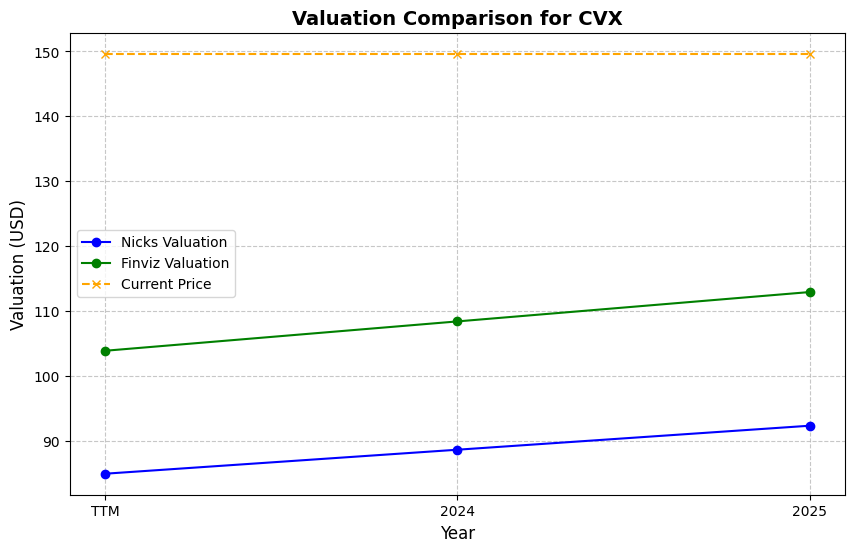 Valuation Comparison for CVX
150
140
130
120
110
100
90
Valuation (USD)
Nicks Valuation
Finviz Valuation
Current Price
TTM
2024
2025
Year